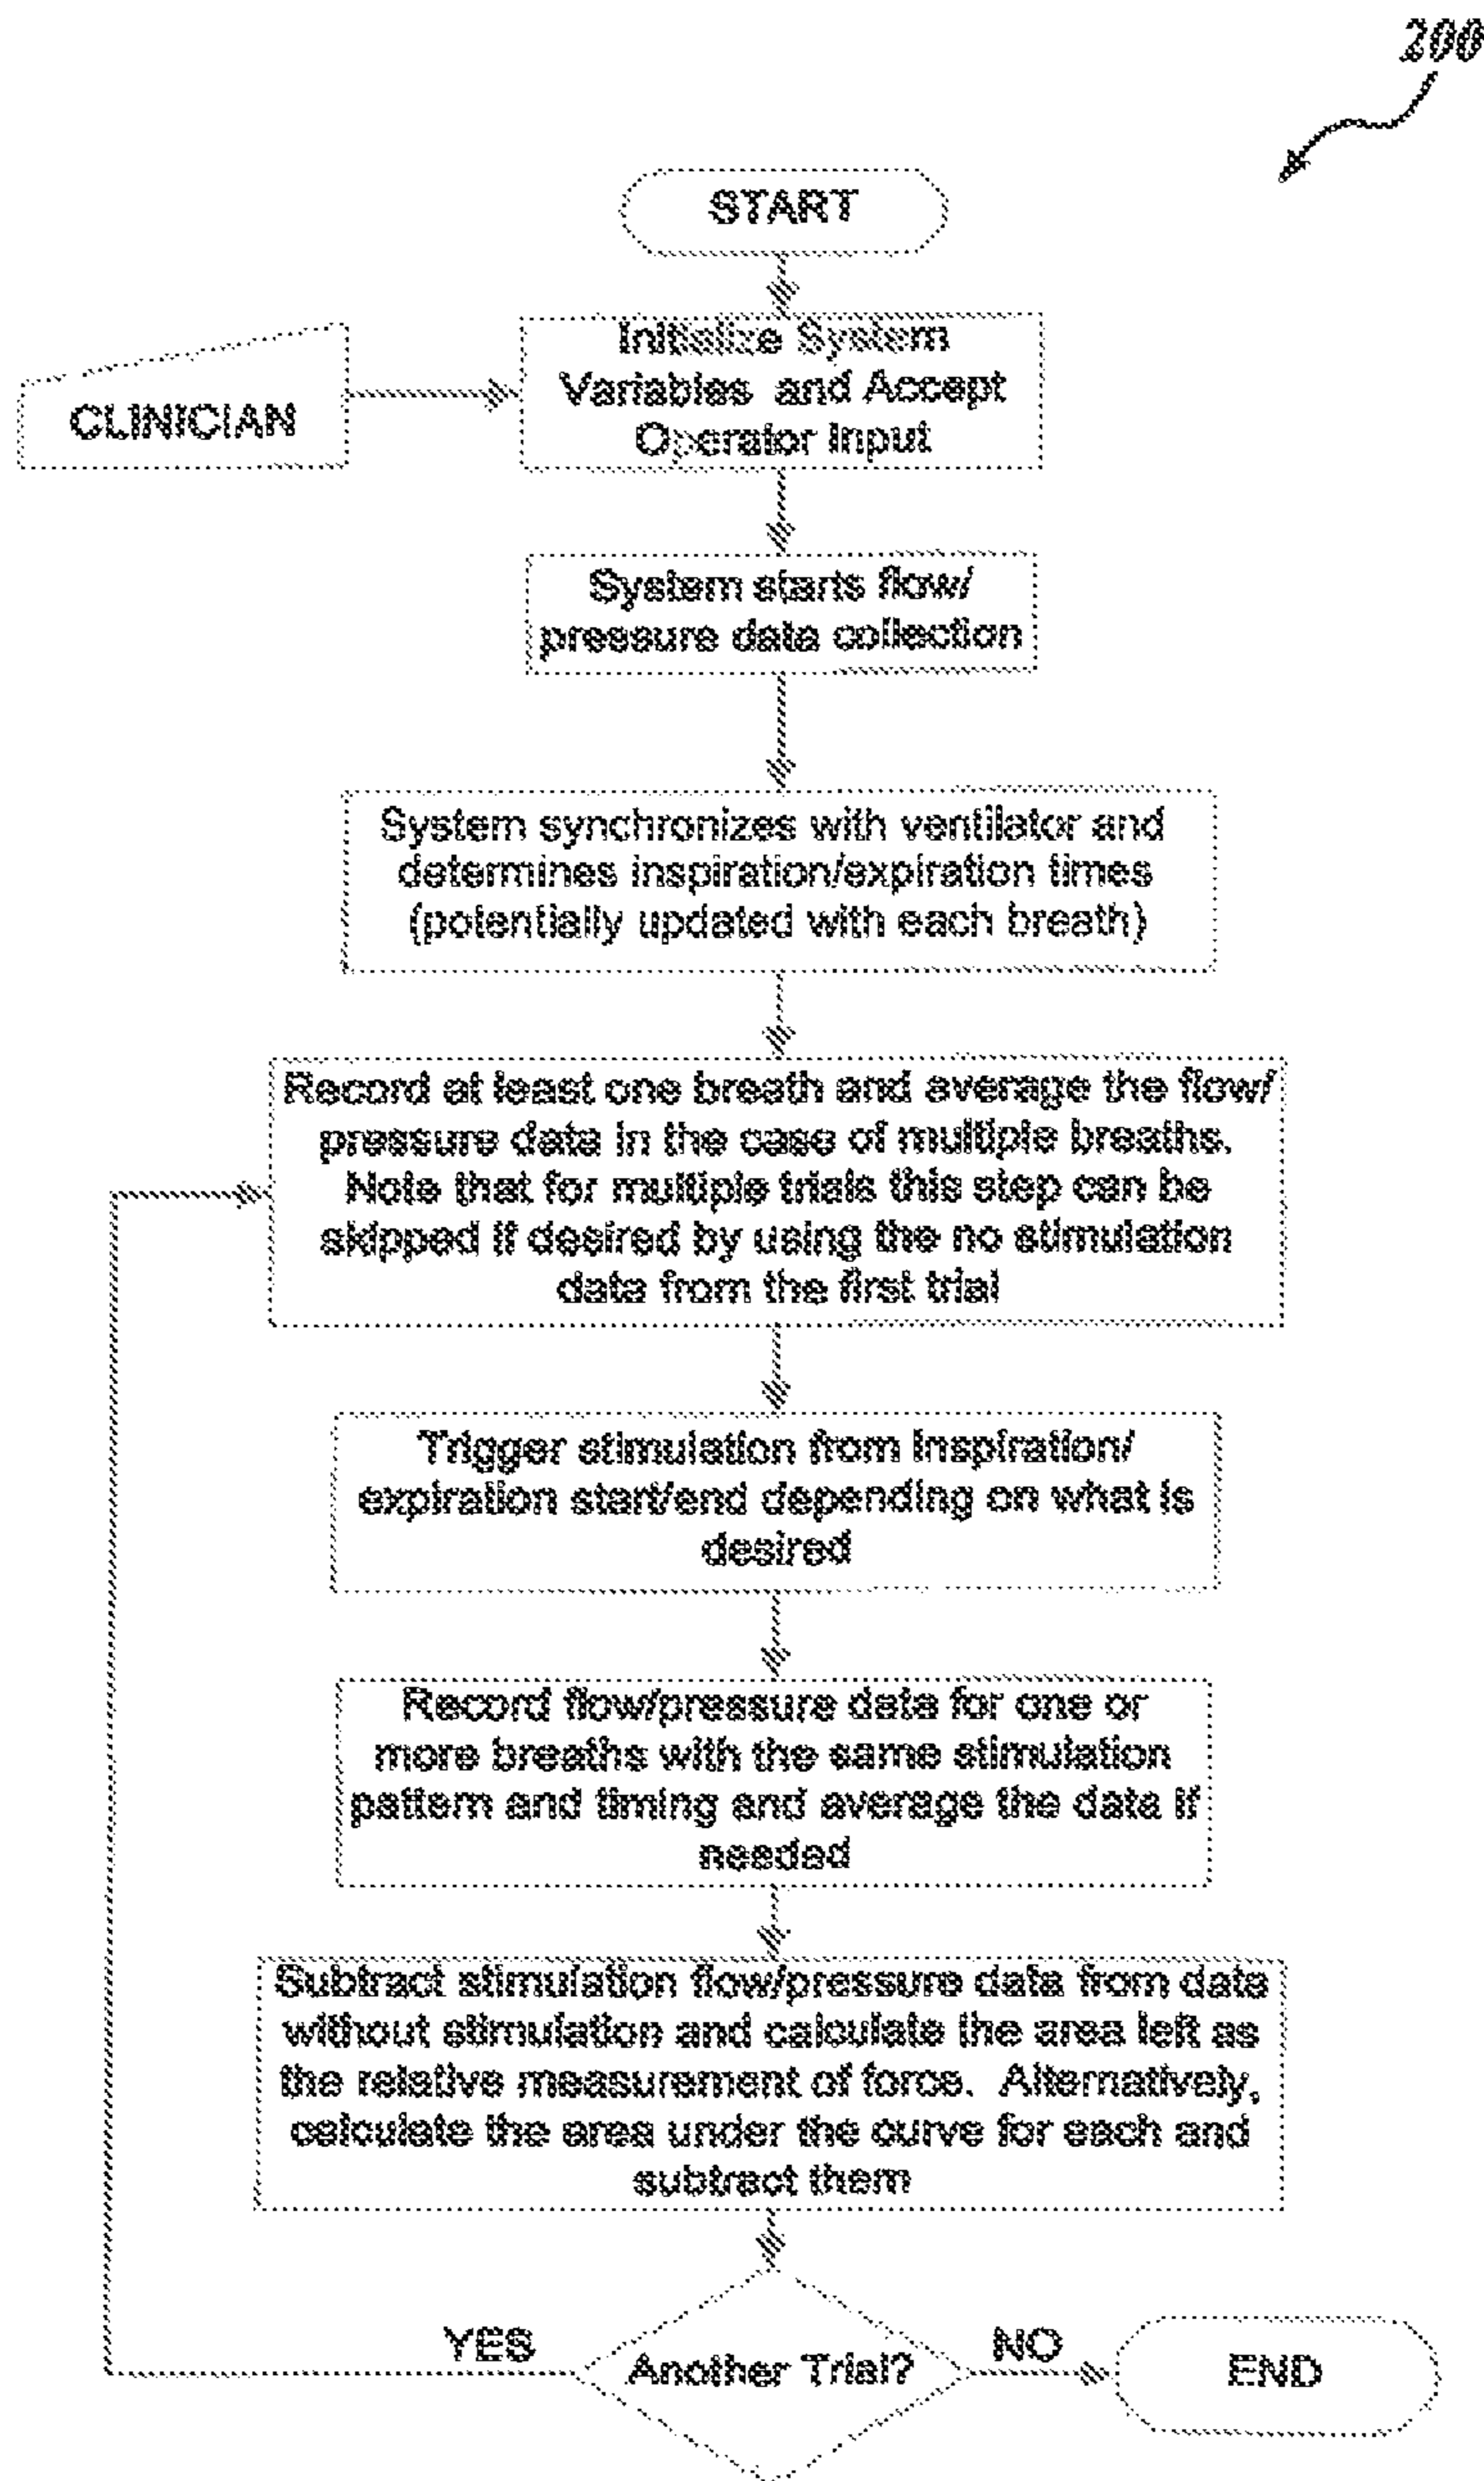 200
START
CLINICIAN
Initialize System
Variables and Accept
Operator Input
System starts flow/
pressure data collection
System synchronizes with ventilator and
determines inspiration/expiration times
(potentially updated with each breath)
Record at least one breath and average the flow/
pressure data in the case of multiple breaths.
Note that for multiple trials this step can be
skipped if desired by using the no stimulation
data from the first trial
Trigger stimulation from Inspiration/
expiration start/end depending on what is
desired
Record flow/pressure data for one or
more breaths with the same stimulation
pattern and timing and average the data if
needed
Subtract stimulation flow/pressure data from data
without stimulation and calculate the area left as
the relative measurement of force. Alternatively,
calculate the area under the curve for each and
subtract them
YES
Another Trial?
NO
END